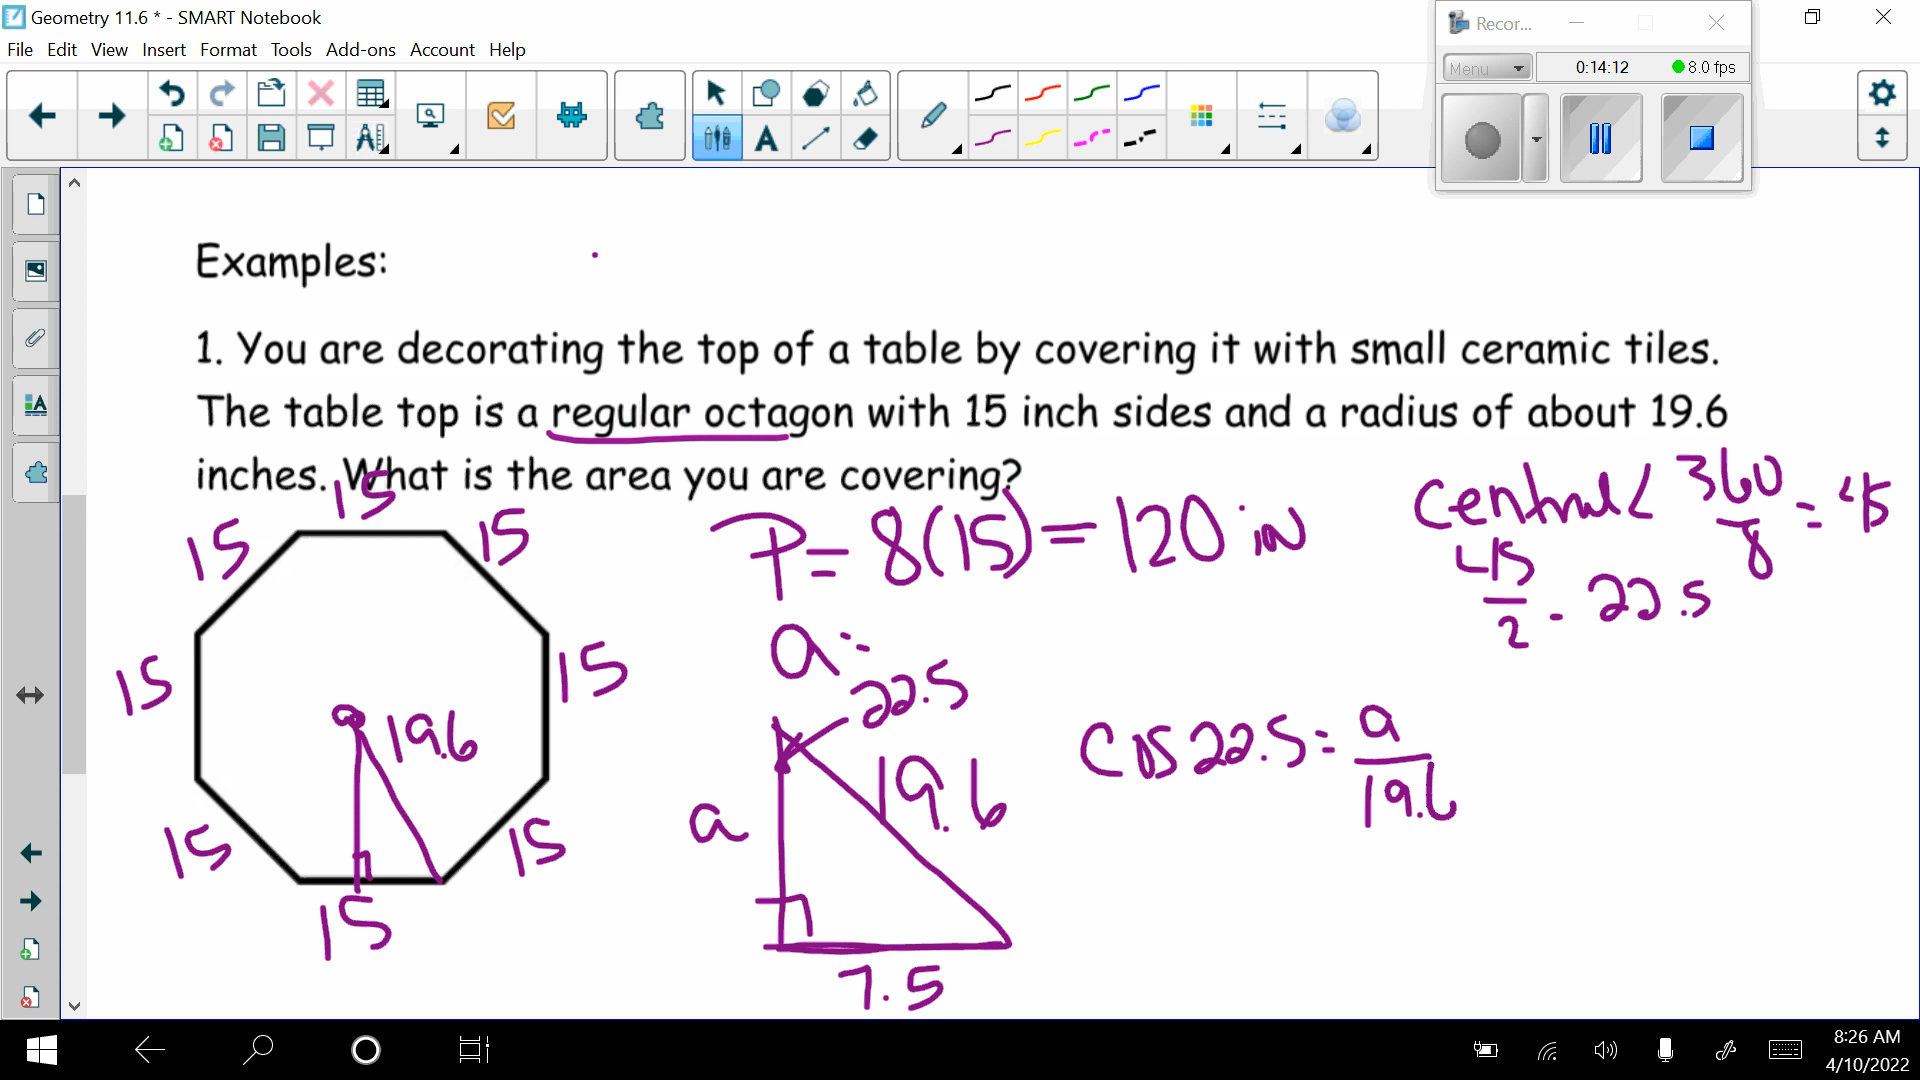 Geometry 11.6 * - SMART Notebook
File Edit View Insert Format Tools Add-ons Account Help
Recor...
Menu
0:14:12
8.0 fps
Examples:
1. You are decorating the top of a table by covering it with small ceramic tiles.
The table top is a regular octagon with 15 inch sides and a radius of about 19.6
inches. What is the area you are covering?
15
15
15
15
15
15
15
15
19.6
P = 8(15) = 120 in
a =
22.5
a
19.6
7.5
Central < 360/8 = 45
45/2 - 22.5
Cos 22.5 = a/19.6
8:26 AM
4/10/2022